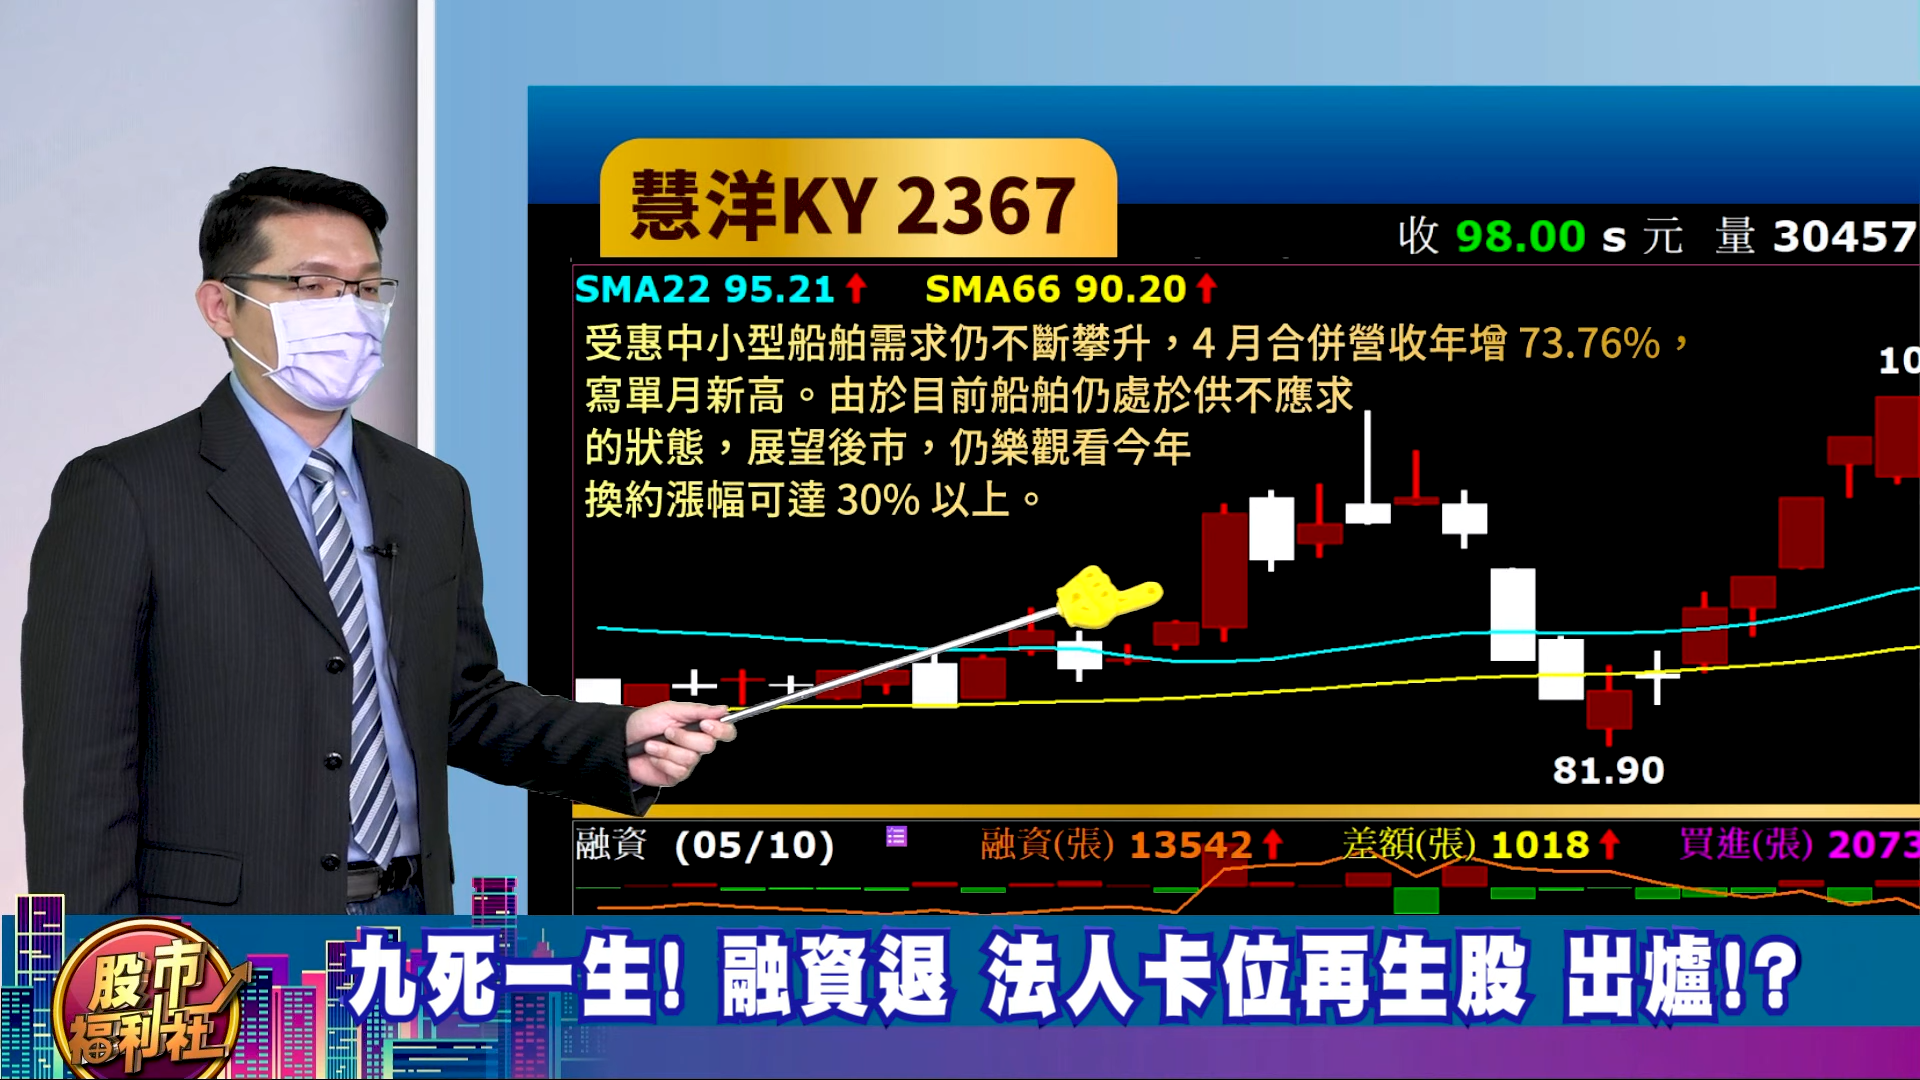 慧洋KY 2367
收 98.00 s 元 量 30457
SMA22 95.21↑ SMA66 90.20↑
受惠中小型船舶需求仍不斷攀升，4 月合併營收年增 73.76%，
寫單月新高。由於目前船舶仍處於供不應求
的狀態，展望後市，仍樂觀看今年
換約漲幅可達 30% 以上。
10
81.90
融資 (05/10) 融資(張) 13542↑ 差額(張) 1018↑ 買進(張) 2073
九死一生! 融資退 法人卡位再生股 出爐!?
股市
福利社